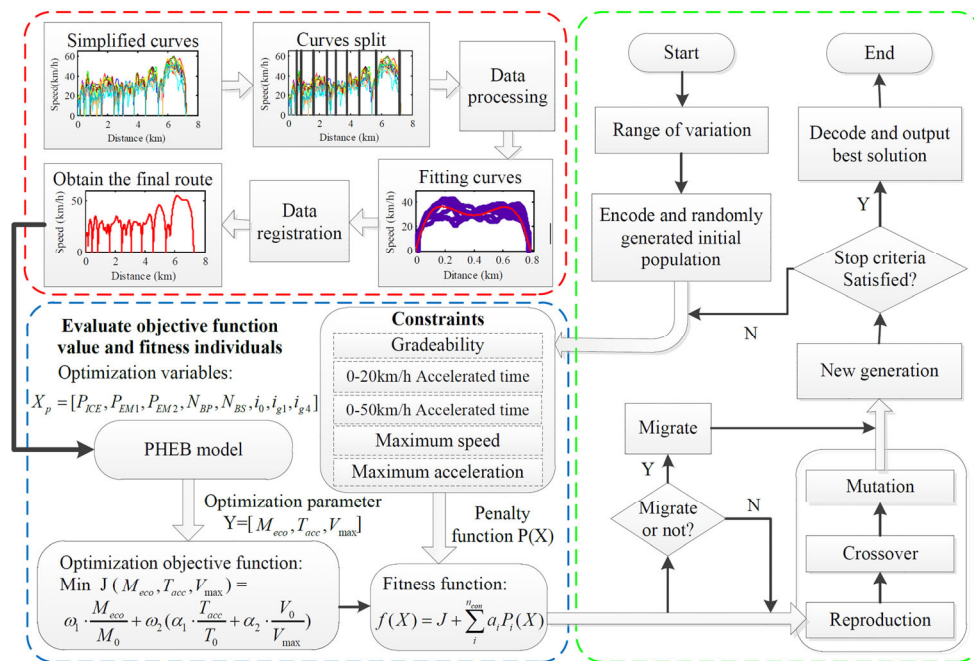 Simplified curves
Speec(km/h)
60
40
20
0
0 2 4 6 8
Distance (km)
Curves split
Speed(km/h)
60
40
20
0
0 2 4 6 8
Distance (km)
Data
processing
Obtain the final route
Speed (km/h)
50
0
0 2 4 6 8
Ditance (km)
Data
registration
Fitting curves
Speed (km/h)
40
20
0
0 0.2 0.4 0.6 0.8
Distance (km)
Evaluate objective function
value and fitness individuals
Optimization variables:
X_p = [P_ICE, P_EM1, P_EM2, N_BP, N_BS, i_0, i_g1, i_g4]
PHEB model
Optimization parameter
Y=[M_eco, T_acc, V_max]
Optimization objective function:
Min J (M_eco, T_acc, V_max) =
ω_1 · M_eco/M_0 + ω_2(α_1 · T_acc/T_0 + α_2 · V_0/V_max)
Constraints
Gradeability
0-20km/h Accelerated time
0-50km/h Accelerated time
Maximum speed
Maximum acceleration
Penalty
function P(X)
Fitness function:
f(X) = J + ∑_i^{n_con} a_i P_i(X)
Start
Range of variation
Encode and randomly
generated initial
population
End
Decode and output
best solution
Y
Stop criteria
Satisfied?
N
New generation
Migrate
Y
Migrate
or not?
N
Mutation
Crossover
Reproduction